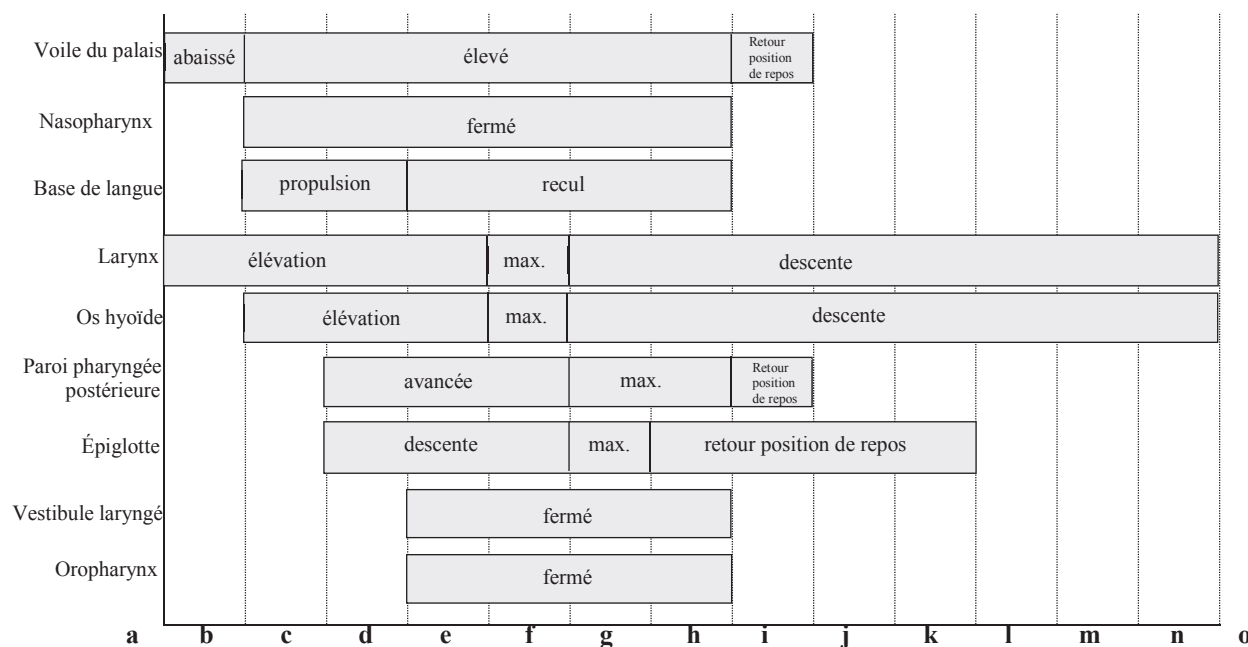 Voile du palais
abaissé
élevé
Retour
position
de repos
Nasopharynx
fermé
Base de langue
propulsion
recul
Larynx
élévation
max.
descente
Os hyoïde
élévation
max.
descente
Paroi pharyngée
postérieure
avancée
max.
Retour
position
de repos
Épiglotte
descente
max.
retour position de repos
Vestibule laryngé
fermé
Oropharynx
fermé
a b c d e f g h i j k l m n o